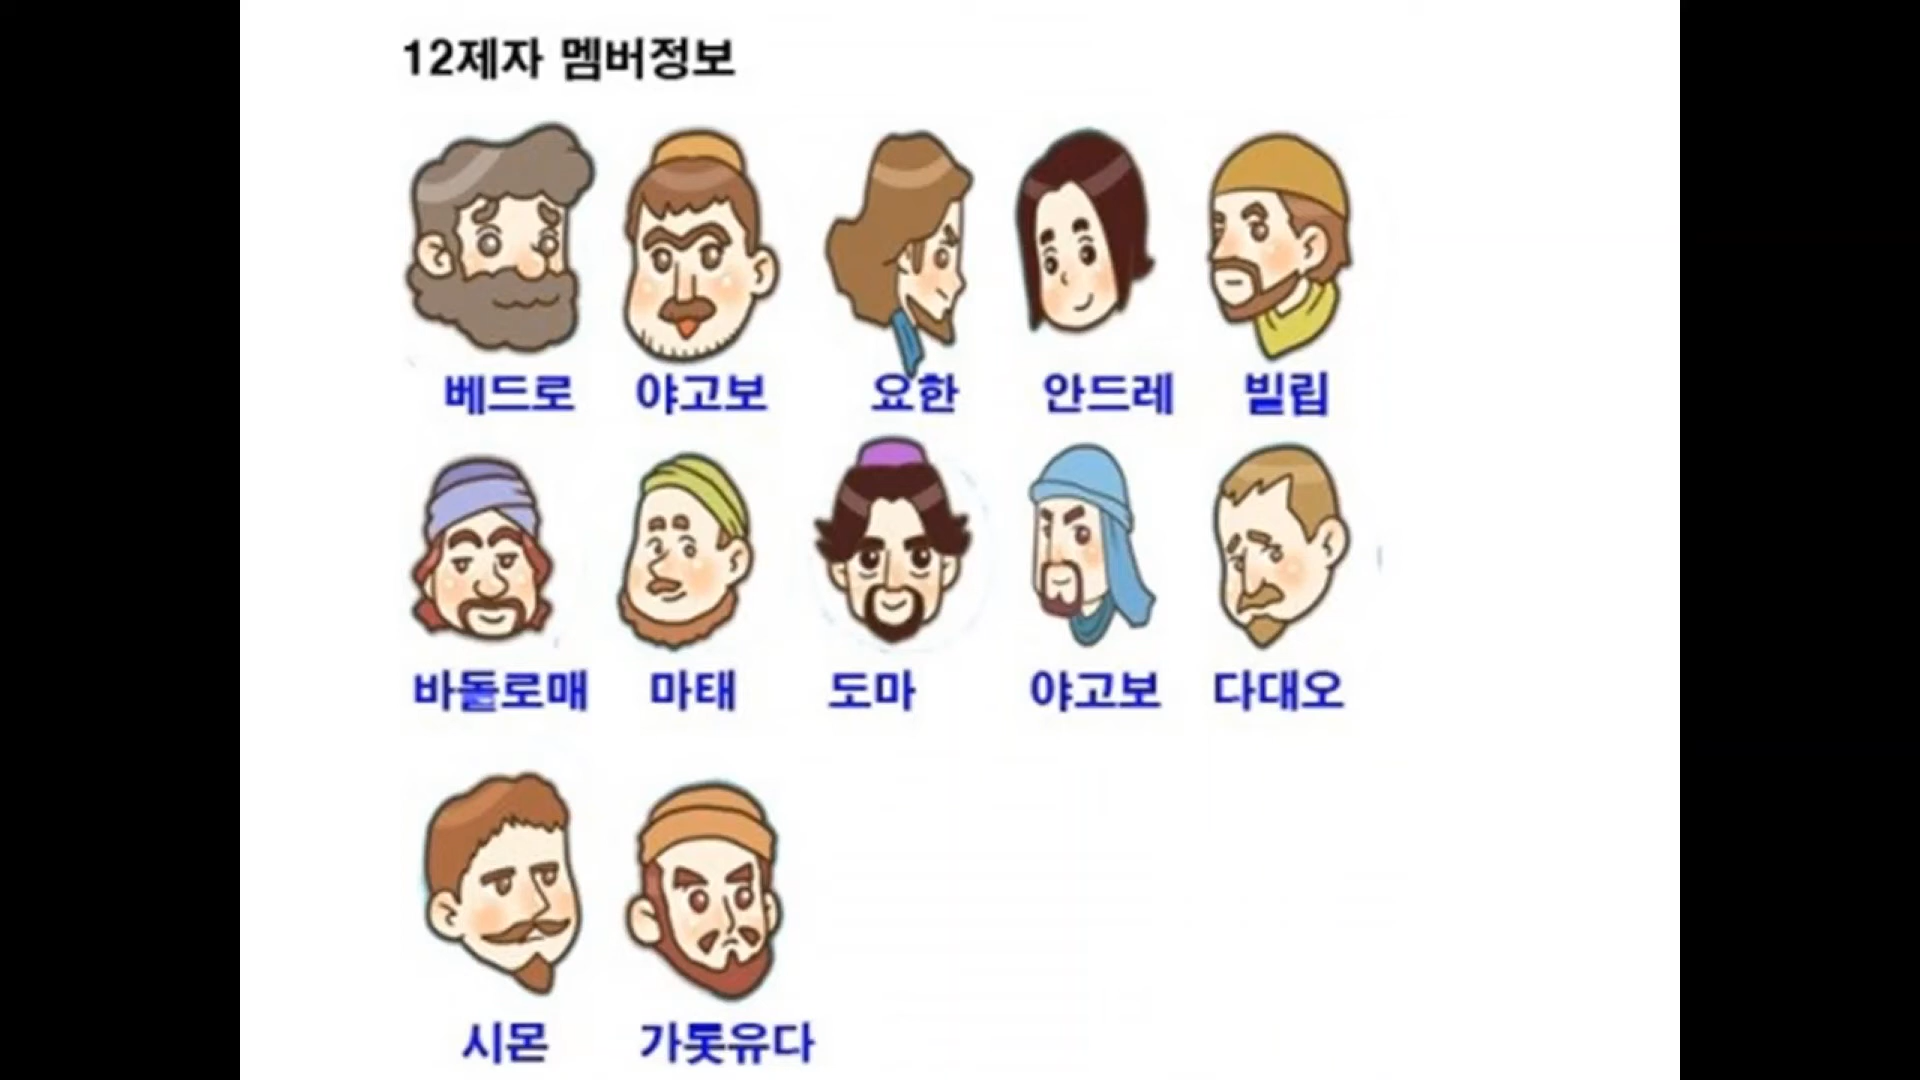 12제자 멤버정보
베드로 야고보 요한 안드레 빌립
바돌로매 마태 도마 야고보 다대오
시몬 가롯유다